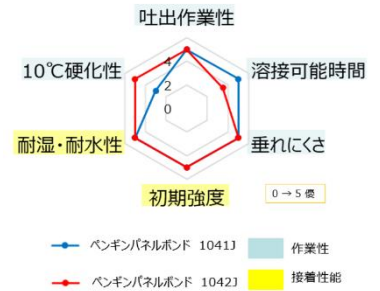 吐出作業性
10℃硬化性
溶接可能時間
4
2
0
耐湿・耐水性
垂れにくさ
初期強度
0→5 優
ペンギンパネルボンド 1041J
作業性
ペンギンパネルボンド 1042J
接着性能